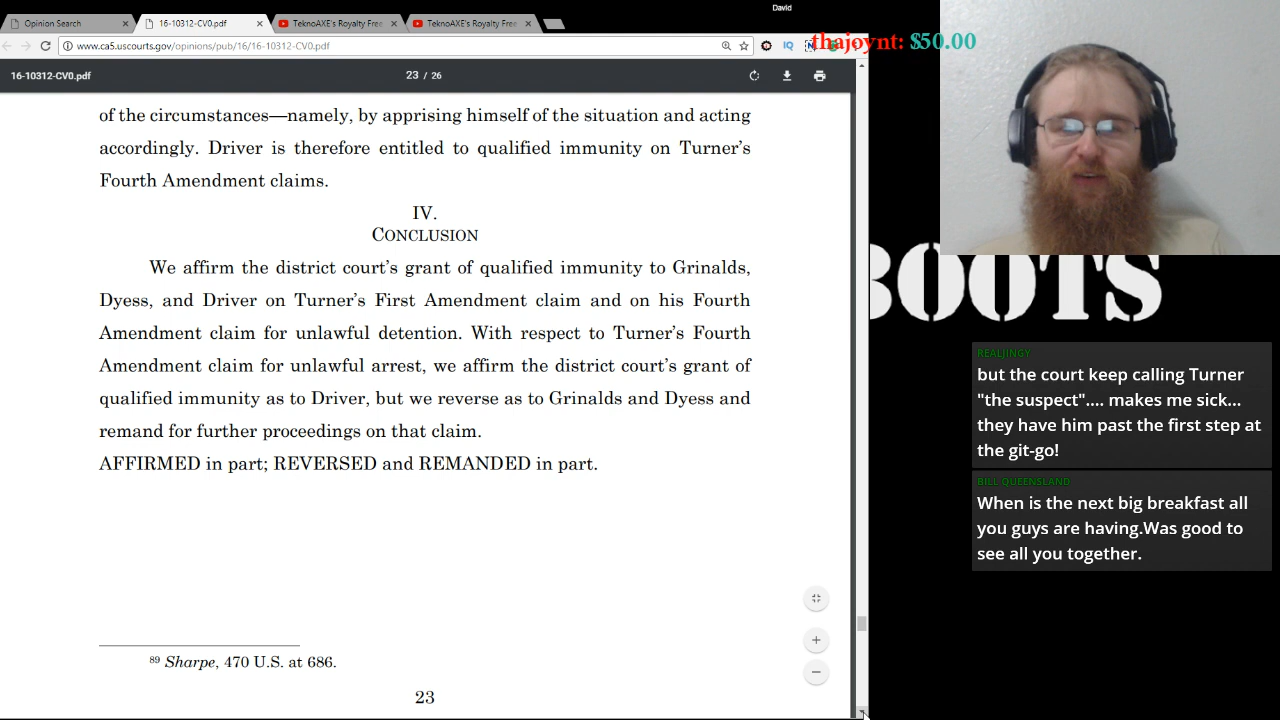 David
Opinion Search
16-10312-CV0.pdf
TeknoAXE's Royalty Free
TeknoAXE's Royalty Free
www.ca5.uscourts.gov/opinions/pub/16/16-10312-CV0.pdf
IQ
thajoynt: $50.00
16-10312-CV0.pdf
23 / 26
of the circumstances—namely, by apprising himself of the situation and acting
accordingly. Driver is therefore entitled to qualified immunity on Turner's
Fourth Amendment claims.
IV.
CONCLUSION
We affirm the district court's grant of qualified immunity to Grinalds,
Dyess, and Driver on Turner's First Amendment claim and on his Fourth
Amendment claim for unlawful detention. With respect to Turner's Fourth
Amendment claim for unlawful arrest, we affirm the district court's grant of
qualified immunity as to Driver, but we reverse as to Grinalds and Dyess and
remand for further proceedings on that claim.
AFFIRMED in part; REVERSED and REMANDED in part.
89 Sharpe, 470 U.S. at 686.
23
BOOTS
REALJINGY
but the court keep calling Turner
"the suspect".... makes me sick...
they have him past the first step at
the git-go!
BILL QUEENSLAND
When is the next big breakfast all
you guys are having.Was good to
see all you together.